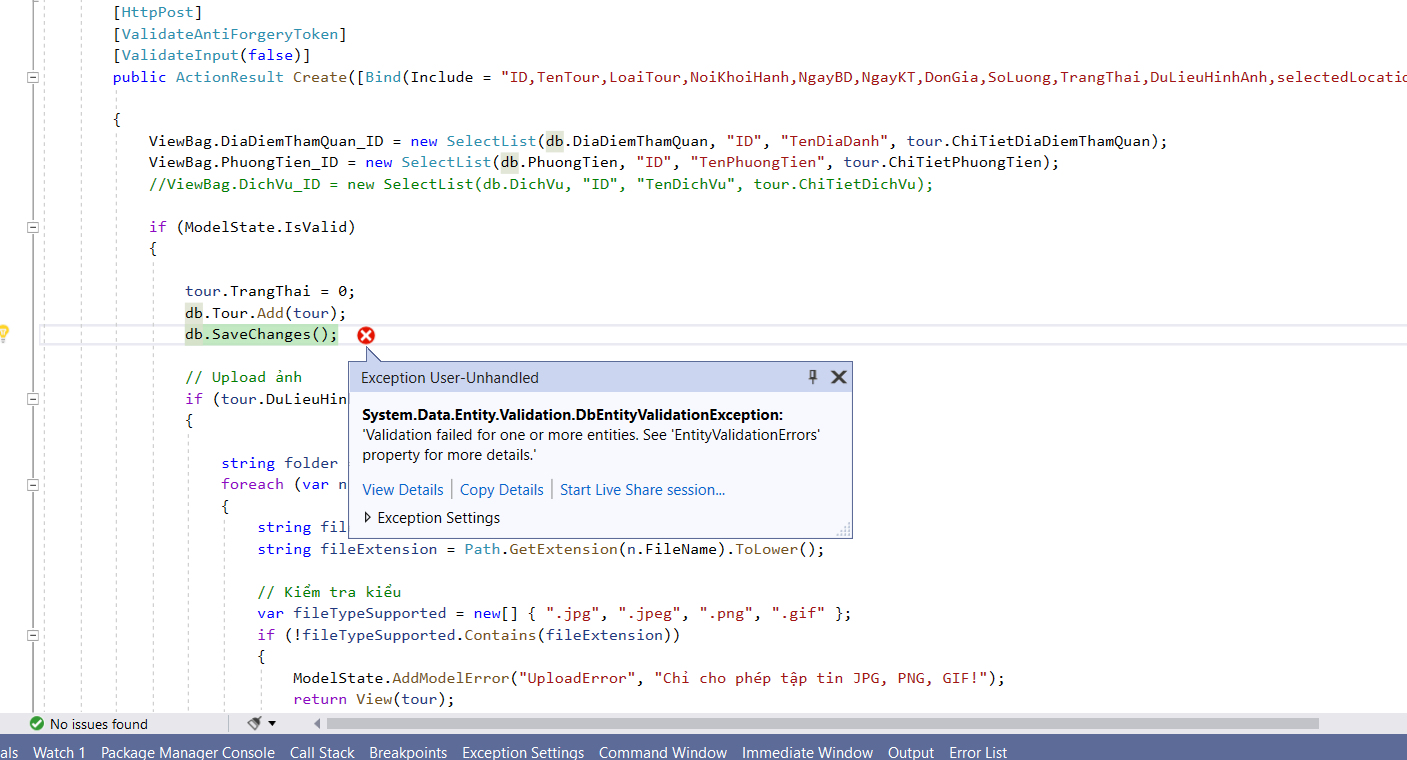 [HttpPost]
[ValidateAntiForgeryToken]
[ValidateInput(false)]
public ActionResult Create([Bind(Include = "ID,TenTour,LoaiTour,NoiKhoiHanh,NgayBD,NgayKT,DonGia,SoLuong,TrangThai,DuLieuHinhAnh,selectedLocatio
{
ViewBag.DiaDiemThamQuan_ID = new SelectList(db.DiaDiemThamQuan, "ID", "TenDiaDanh", tour.ChiTietDiaDiemThamQuan);
ViewBag.PhuongTien_ID = new SelectList(db.PhuongTien, "ID", "TenPhuongTien", tour.ChiTietPhuongTien);
//ViewBag.DichVu_ID = new SelectList(db.DichVu, "ID", "TenDichVu", tour.ChiTietDichVu);
if (ModelState.IsValid)
{
tour.TrangThai = 0;
db.Tour.Add(tour);
db.SaveChanges();
// Upload ảnh
if (tour.DuLieuHin
{
string folder
foreach (var n
{
string fil
string fileExtension = Path.GetExtension(n.FileName).ToLower();
// Kiểm tra kiểu
var fileTypeSupported = new[] { ".jpg", ".jpeg", ".png", ".gif" };
if (!fileTypeSupported.Contains(fileExtension))
{
ModelState.AddModelError("UploadError", "Chỉ cho phép tập tin JPG, PNG, GIF!");
return View(tour);
Exception User-Unhandled
System.Data.Entity.Validation.DbEntityValidationException:
'Validation failed for one or more entities. See 'EntityValidationErrors'
property for more details.'
View Details Copy Details Start Live Share session...
Exception Settings
No issues found
als Watch 1 Package Manager Console Call Stack Breakpoints Exception Settings Command Window Immediate Window Output Error List